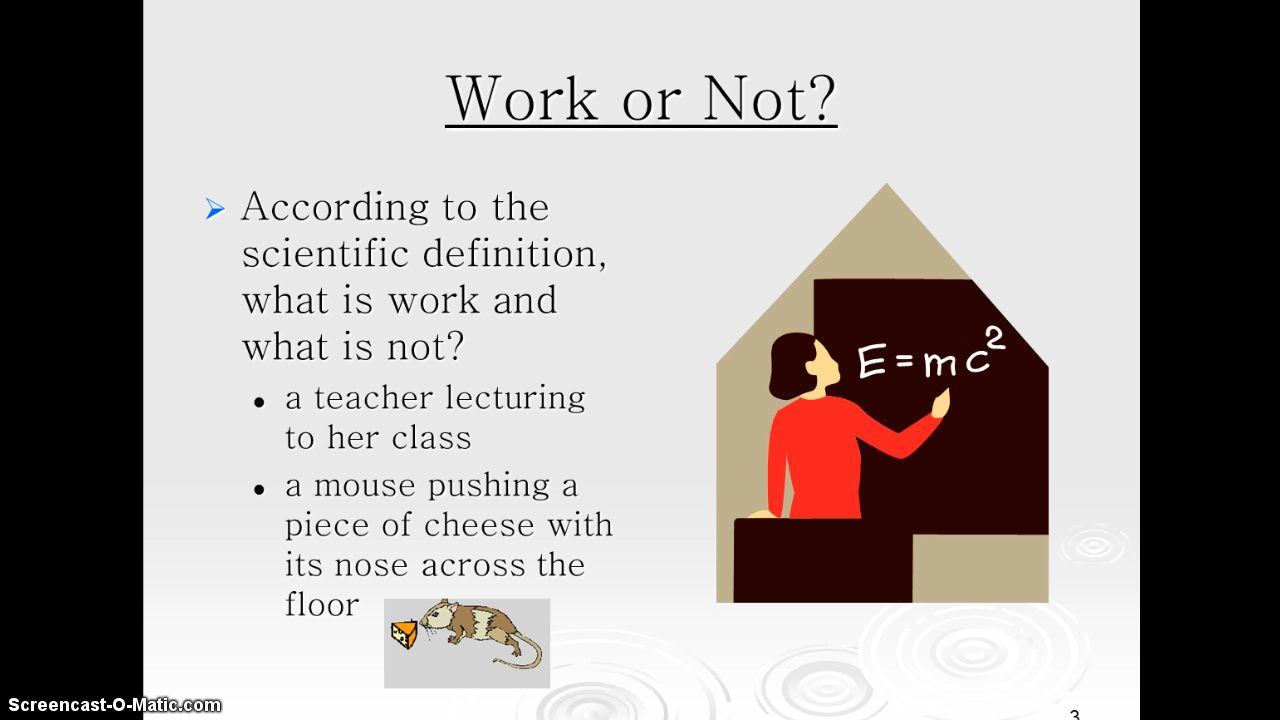 Work or Not?
According to the
scientific definition,
what is work and
what is not?
a teacher lecturing
to her class
a mouse pushing a
piece of cheese with
its nose across the
floor
E=mc²
Screencast-O-Matic.com
3